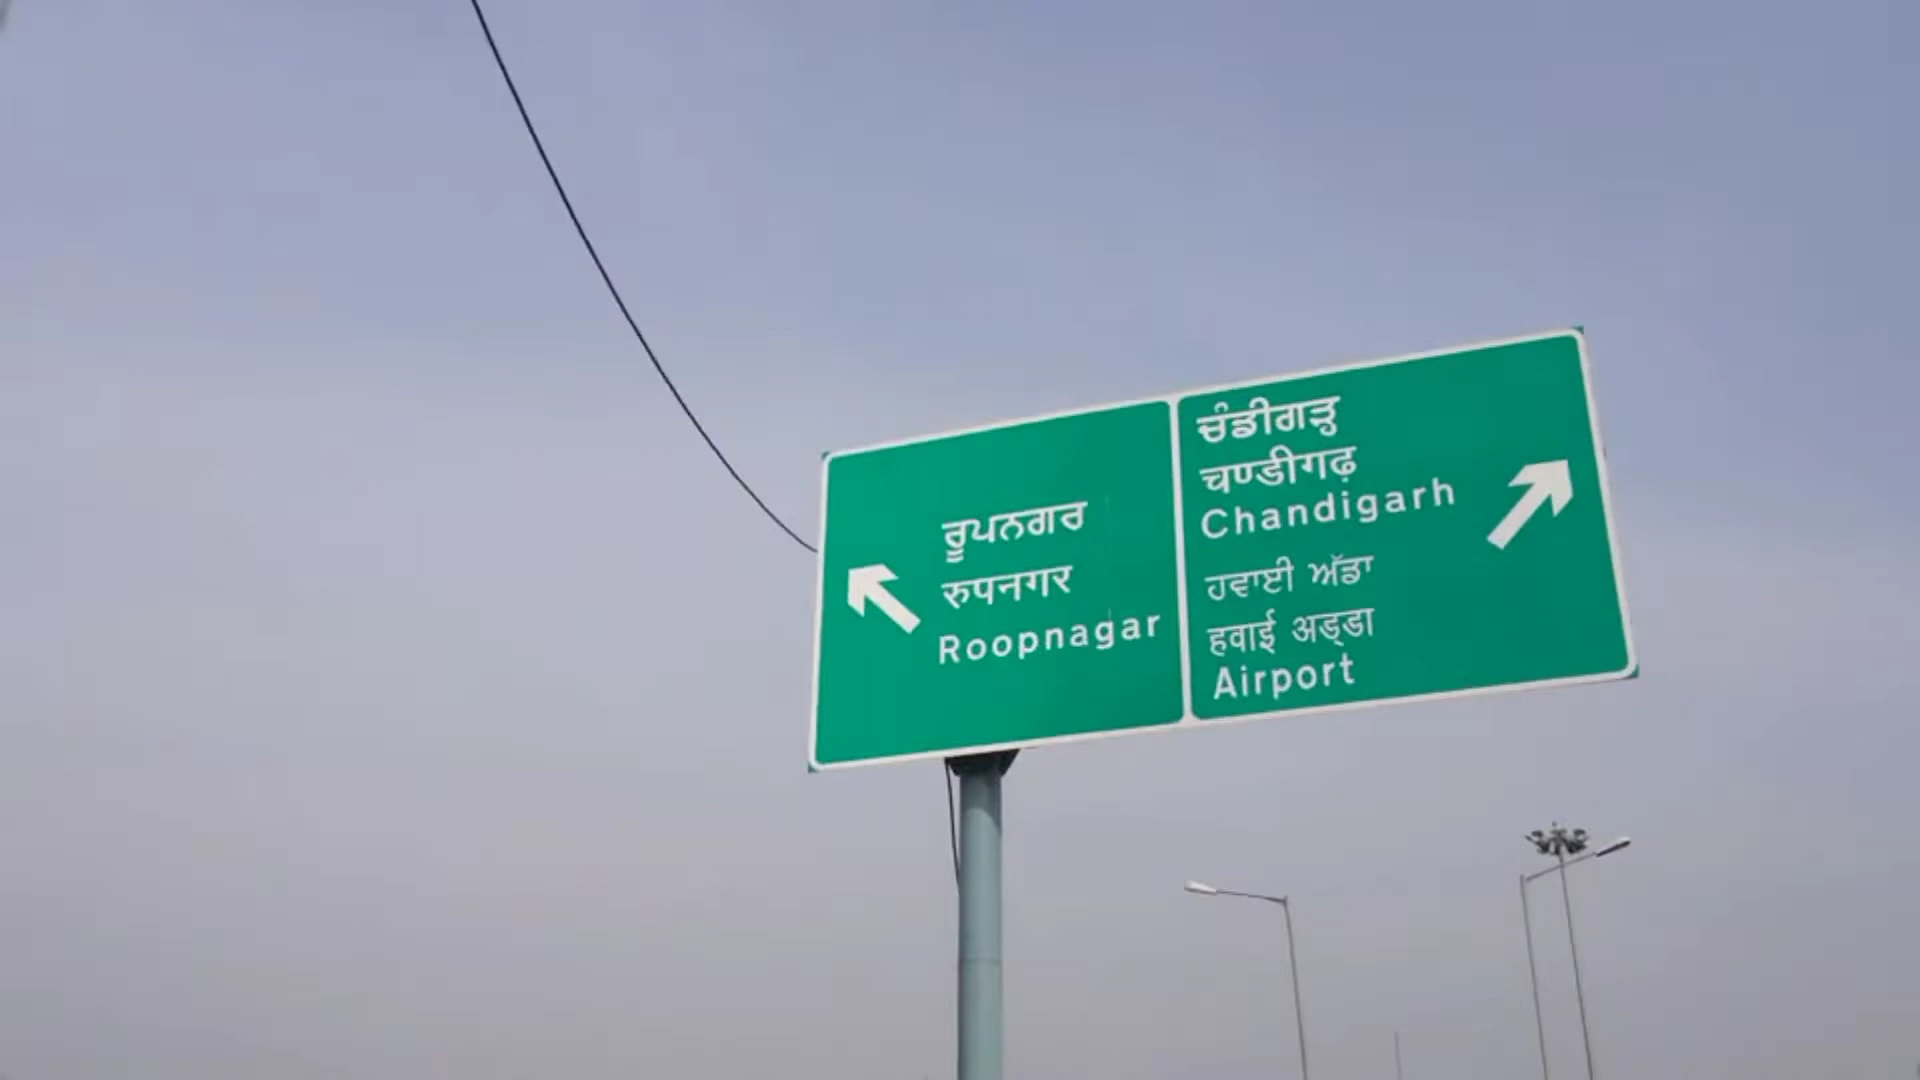 ਰੂਪਨਗਰ
रुपनगर
Roopnagar
ਚੰਡੀਗੜ੍ਹ
चण्डीगढ़
Chandigarh
ਹਵਾਈ ਅੱਡਾ
हवाई अड्डा
Airport